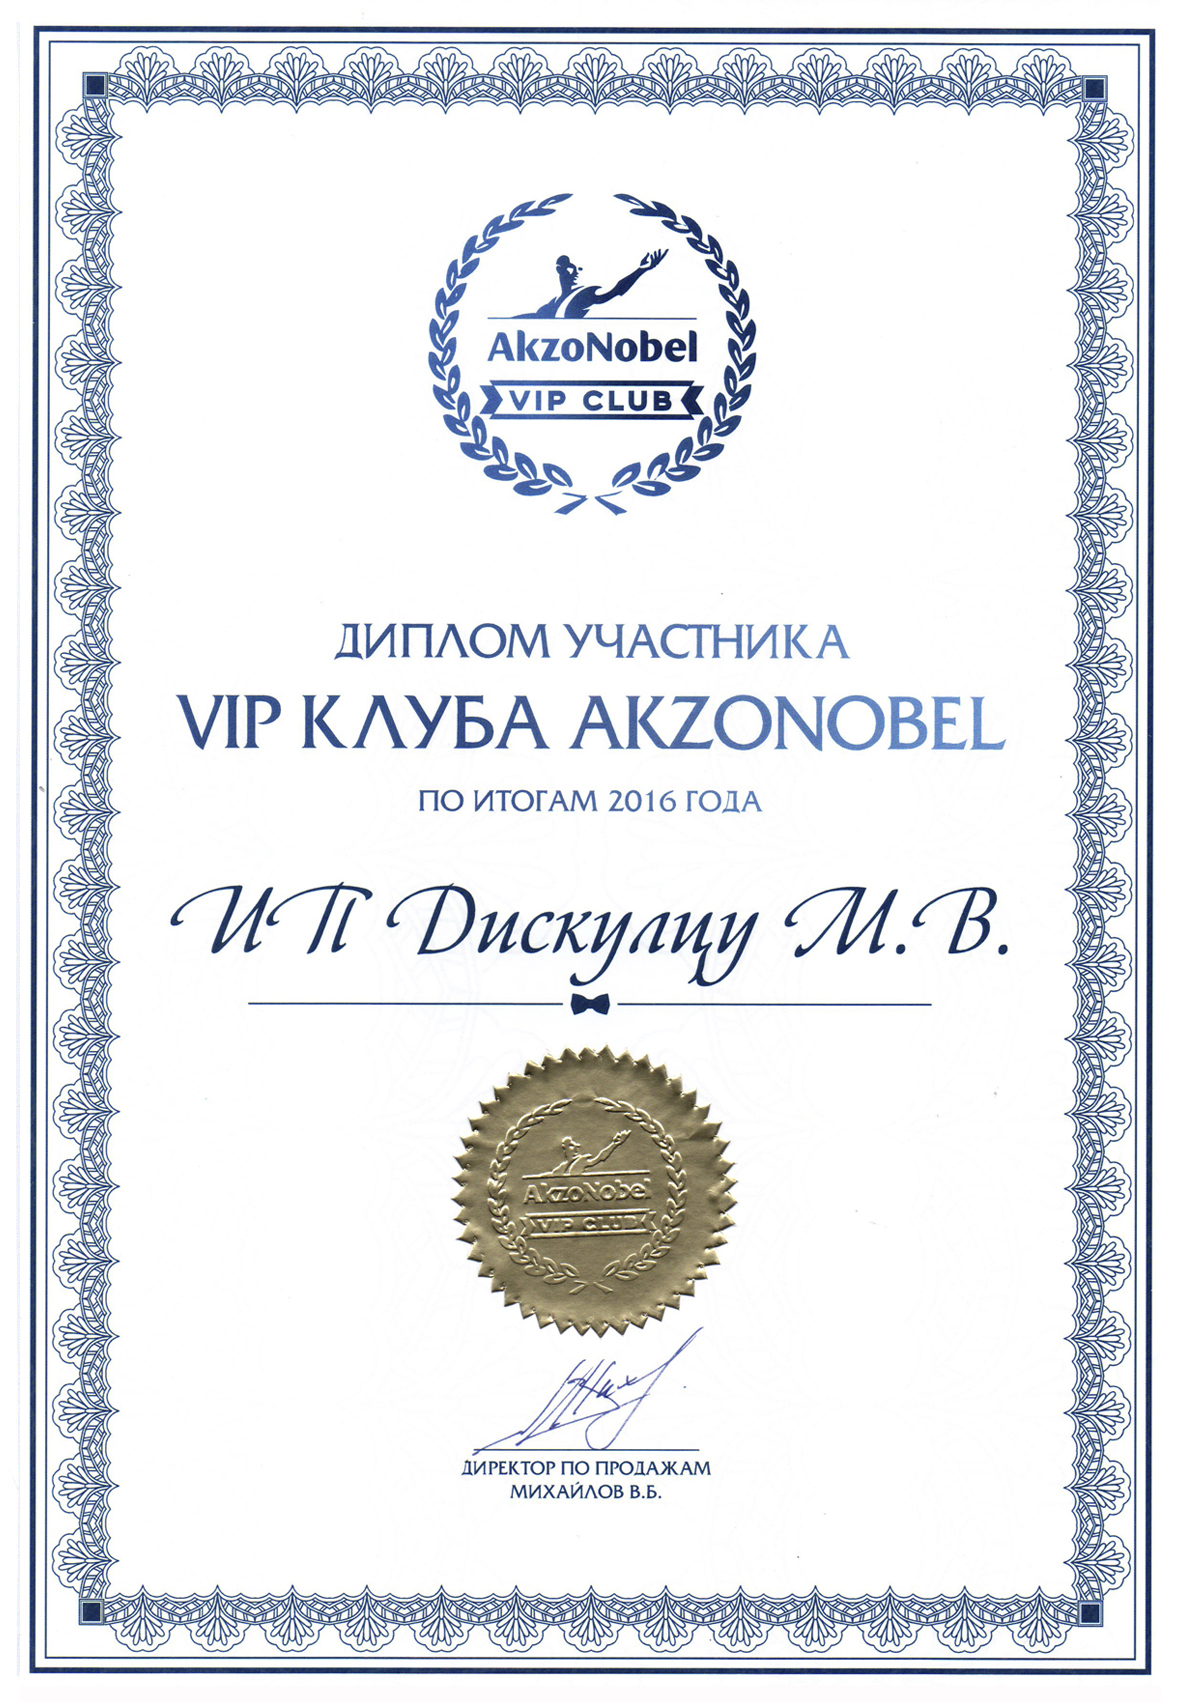 AkzoNobel
VIP CLUB
ДИПЛОМ УЧАСТНИКА
VIP КЛУБА AKZONOBEL
ПО ИТОГАМ 2016 ГОДА
ИП Дискулцу М.В.
AkzoNobel
VIP CLUB
ДИРЕКТОР ПО ПРОДАЖАМ
МИХАЙЛОВ В.Б.